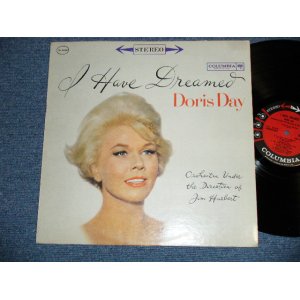 STEREO
COLUMBIA
I Have Dreamed
Doris Day
Orchestra Under
the Direction of
Jim Harbert
COLUMBIA